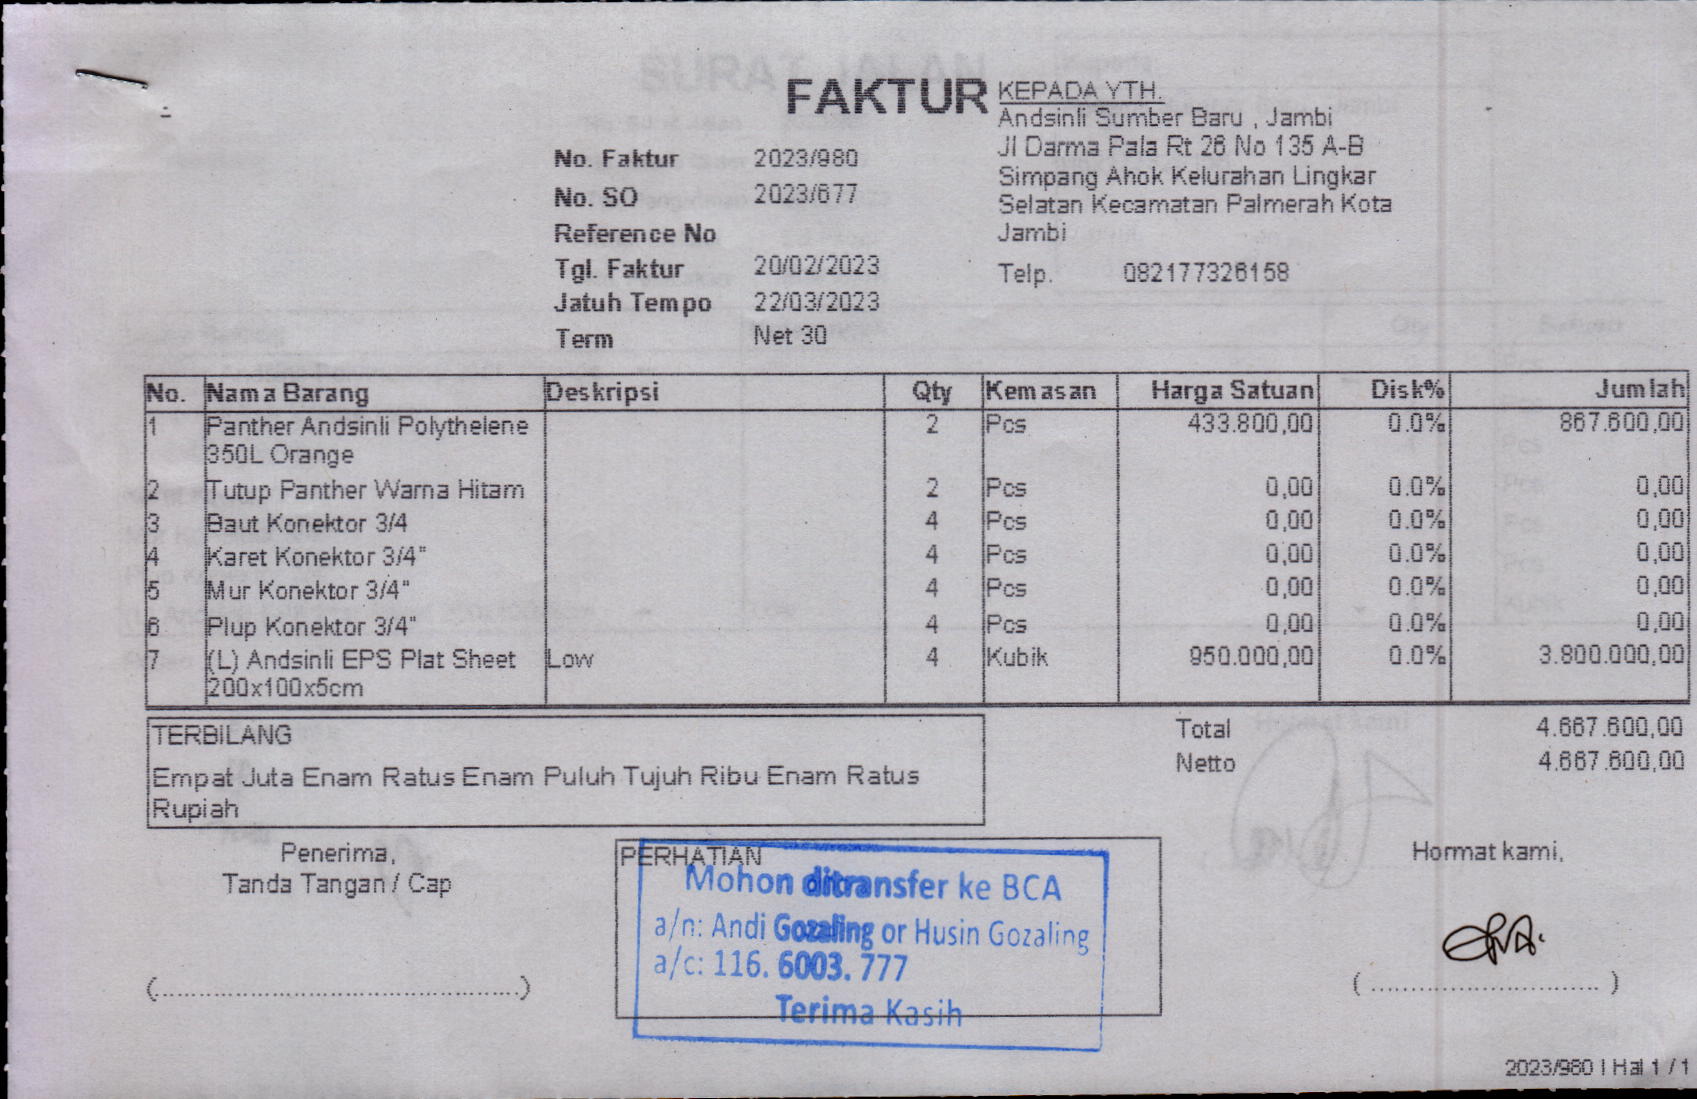 FAKTUR
KEPADA YTH.
Andsinli Sumber Baru , Jambi
Jl Darma Pala Rt 26 No 135 A-B
Simpang Ahok Kelurahan Lingkar
Selatan Kecamatan Palmerah Kota
Jambi
Telp. 082177326158
No. Faktur 2023/980
No. SO 2023/677
Reference No
Tgl. Faktur 20/02/2023
Jatuh Tempo 22/03/2023
Term Net 30
No. Nama Barang Deskripsi Qty Kemasan Harga Satuan Disk% Jumlah
1 Panther Andsinli Polythelene 2 Pcs 433.800,00 0.0% 867.600,00
350L Orange
2 Tutup Panther Warna Hitam 2 Pcs 0,00 0.0% 0,00
3 Baut Konektor 3/4 4 Pcs 0,00 0.0% 0,00
4 Karet Konektor 3/4" 4 Pcs 0,00 0.0% 0,00
5 Mur Konektor 3/4" 4 Pcs 0,00 0.0% 0,00
6 Plup Konektor 3/4" 4 Pcs 0,00 0.0% 0,00
7 (L) Andsinli EPS Plat Sheet Low 4 Kubik 950.000,00 0.0% 3.800.000,00
200x100x5cm
TERBILANG
Empat Juta Enam Ratus Enam Puluh Tujuh Ribu Enam Ratus
Rupiah
Total 4.667.600,00
Netto 4.667.600,00
Penerima,
Tanda Tangan / Cap
(..............................................)
PERHATIAN
Mohon ditransfer ke BCA
a/n: Andi Gozaling or Husin Gozaling
a/c: 116. 6003. 777
Terima Kasih
Hormat kami,
( .............................. )
2023/980 | Hal 1 / 1